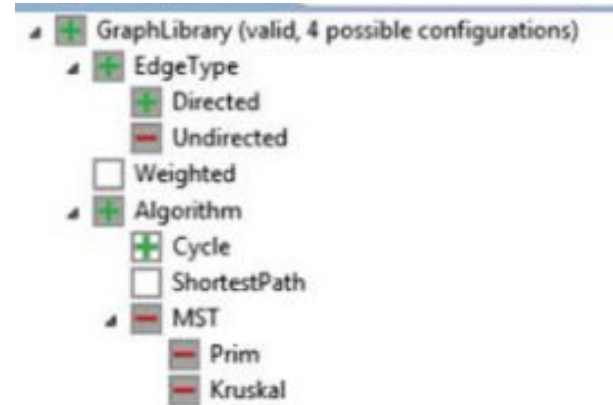 GraphLibrary (valid, 4 possible configurations)
EdgeType
Directed
Undirected
Weighted
Algorithm
Cycle
ShortestPath
MST
Prim
Kruskal